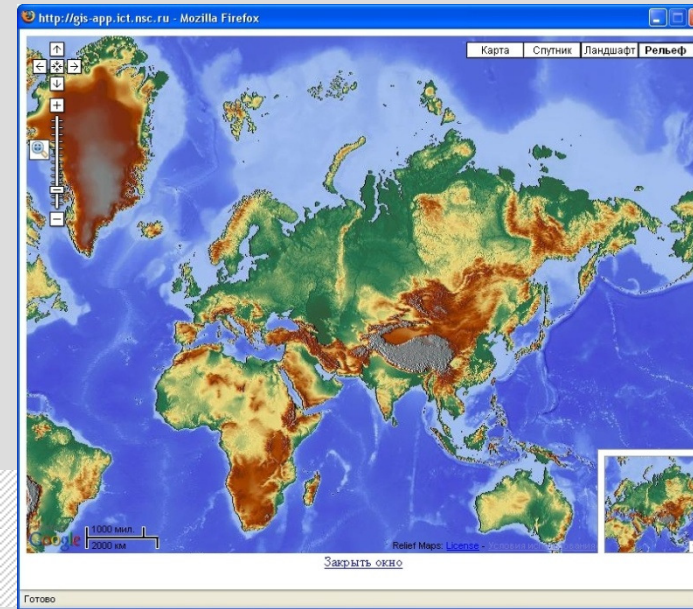 http://gis-app.ict.nsc.ru - Mozilla Firefox
Карта Спутник Ландшафт Рельеф
1000 мил.
Google 2000 км
Relief Maps: License -
Закрыть окно
Готово